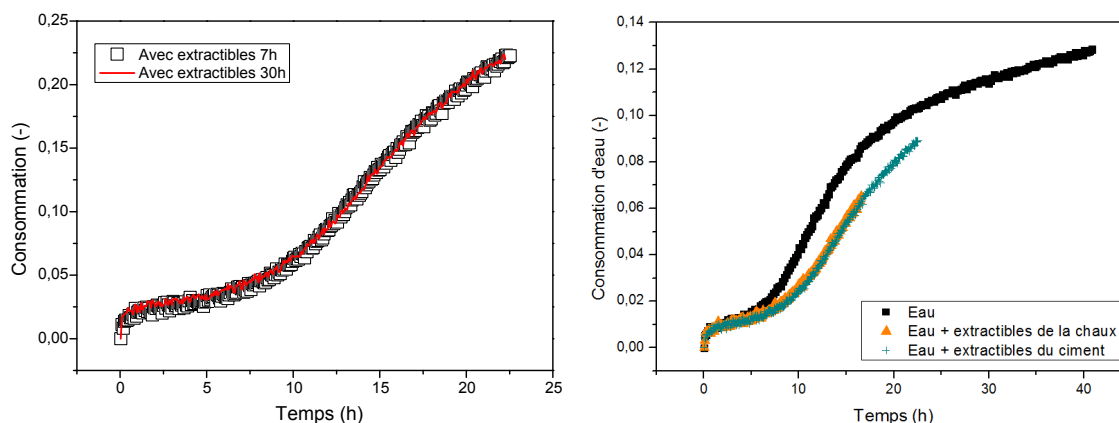 0,25
0,20
0,15
0,10
0,05
0,00
Consommation (-)
Avec extractibles 7h
Avec extractibles 30h
0
5
10
15
20
Temps (h)
0,14
0,12
0,10
0,08
0,06
0,04
0,02
0,00
Consommation d'eau (-)
Eau
Eau + extractibles de la chaux
Eau + extractibles du ciment
0
10
20
30
40
Temps (h)